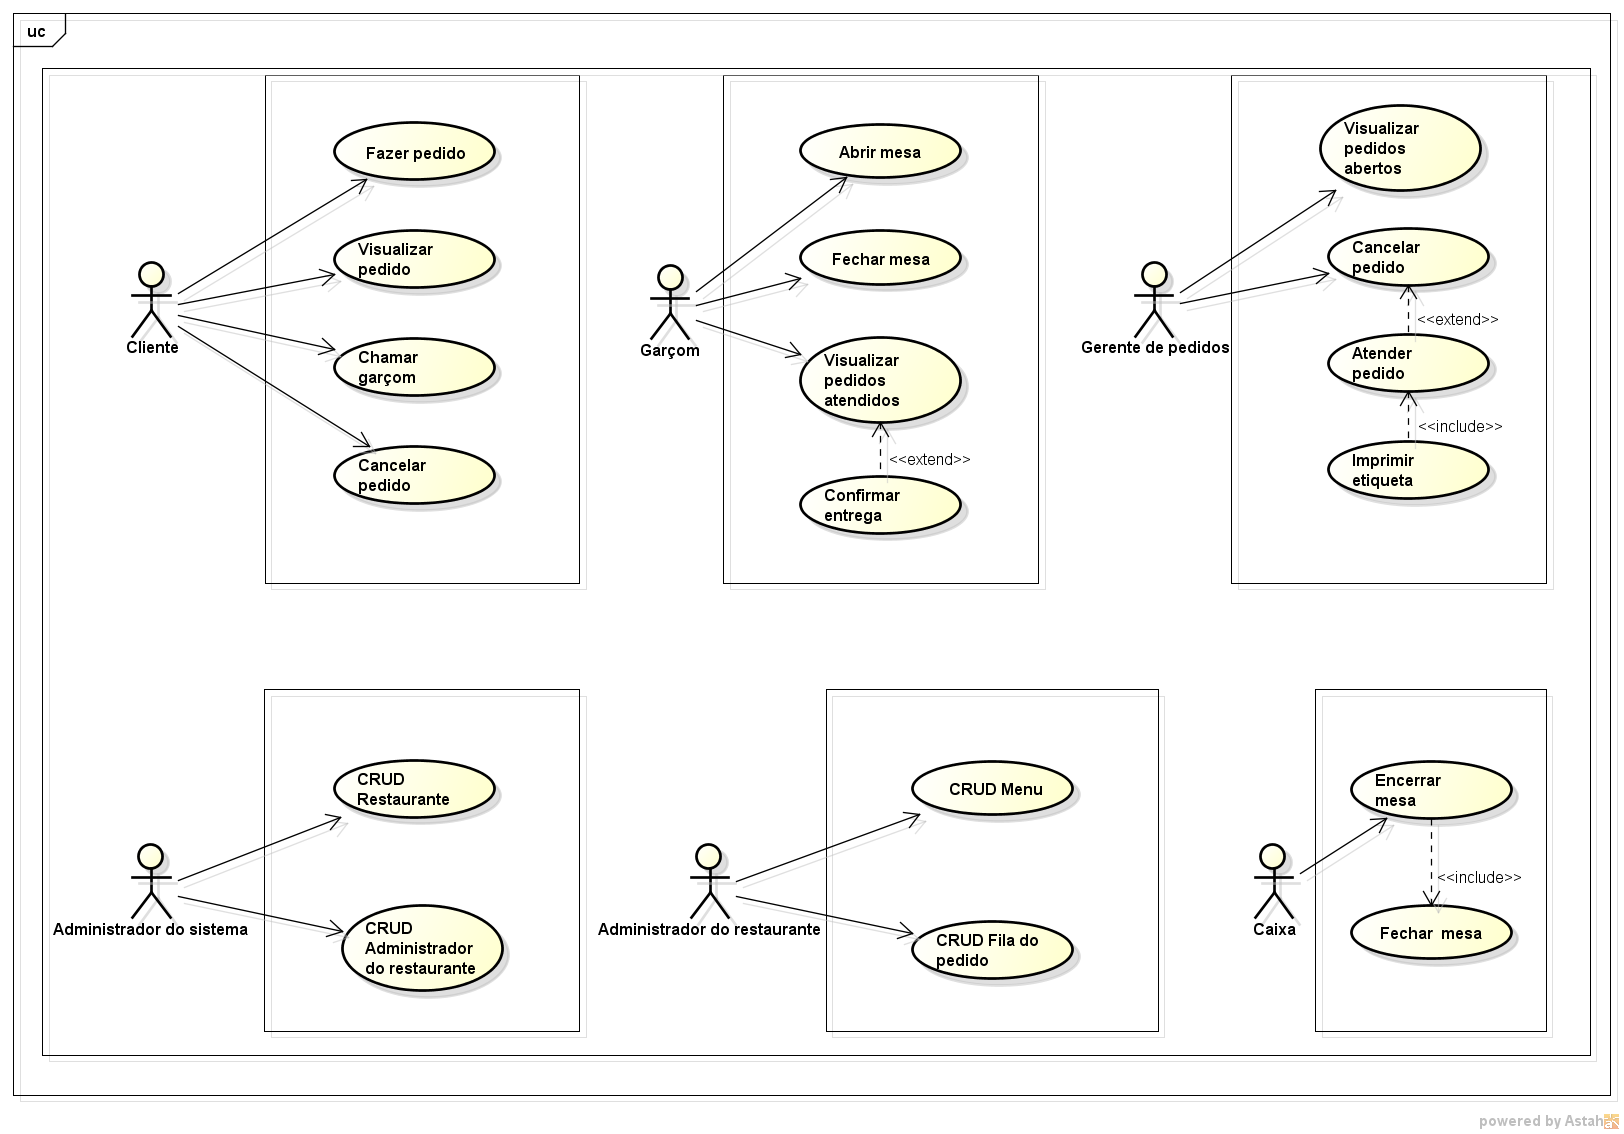 uc
Fazer pedido
Visualizar
pedido
Chamar
garçom
Cancelar
pedido
Cliente
Abrir mesa
Fechar mesa
Visualizar
pedidos
atendidos
<<extend>>
Confirmar
entrega
Garçom
Visualizar
pedidos
abertos
Cancelar
pedido
<<extend>>
Atender
pedido
<<include>>
Imprimir
etiqueta
Gerente de pedidos
CRUD
Restaurante
CRUD
Administrador
do restaurante
Administrador do sistema
CRUD Menu
CRUD Fila do
pedido
Administrador do restaurante
Encerrar
mesa
<<include>>
Fechar  mesa
Caixa
powered by Astah